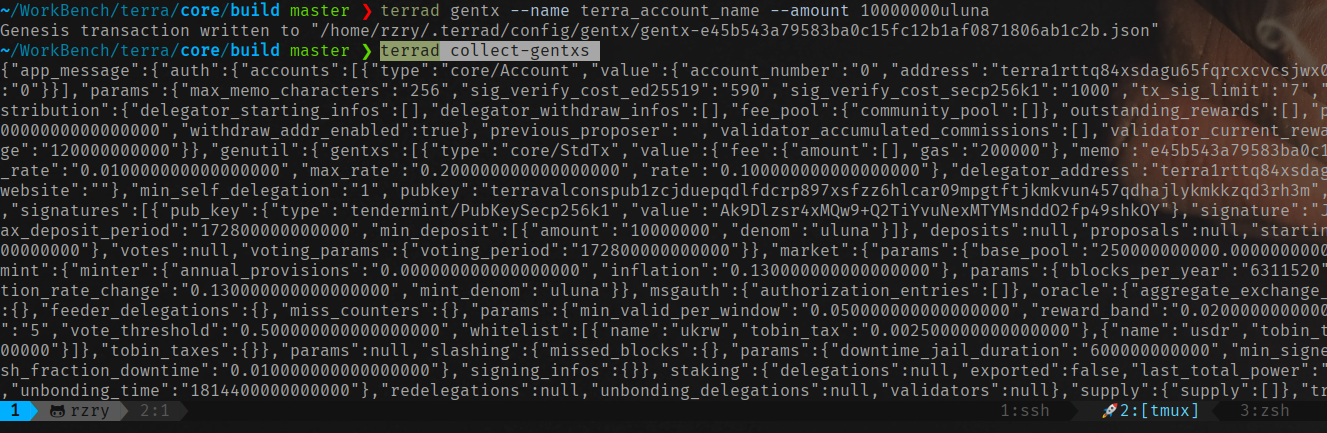 ~/WorkBench/terra/core/build master ❯ terrad gentx --name terra_account_name --amount 10000000uluna
Genesis transaction written to "/home/rzry/.terrad/config/gentx/gentx-e45b543a79583ba0c15fc12b1af0871806ab1c2b.json"
~/WorkBench/terra/core/build master ❯ terrad collect-gentxs
{"app_message":{"auth":{"accounts":[{"type":"core/Account","value":{"account_number":"0","address":"terra1rttq84xsdagu65fqrcxcvcsjwx0
:"0"}}],"params":{"max_memo_characters":"256","sig_verify_cost_ed25519":"590","sig_verify_cost_secp256k1":"1000","tx_sig_limit":"7","
stribution":{"delegator_starting_infos":[],"delegator_withdraw_infos":[],"fee_pool":{"community_pool":[]},"outstanding_rewards":[],"p
0000000000000000","withdraw_addr_enabled":true},"previous_proposer":"","validator_accumulated_commissions":[],"validator_current_rewa
ge":"120000000000"}},"genutil":{"gentxs":[{"type":"core/StdTx","value":{"fee":{"amount":[],"gas":"200000"},"memo":"e45b543a79583ba0c1
_rate":"0.010000000000000000","max_rate":"0.200000000000000000","rate":"0.100000000000000000"},"delegator_address":"terra1rttq84xsdag
website":""},"min_self_delegation":"1","pubkey":"terravalconspub1zcjduepqdlfdcrp897xsfzz6hlcar09mpgtftjkmkvun457qdhajlykmkkzqd3rh3m",
,"signatures":[{"pub_key":{"type":"tendermint/PubKeySecp256k1","value":"Ak9Dlzsr4xMQw9+Q2TiYvuNexMTYMsnddO2fp49shkOY"},"signature":"J
ax_deposit_period":"172800000000000","min_deposit":[{"amount":"10000000","denom":"uluna"}]},"deposits":null,"proposals":null,"startin
00000000"},"votes":null,"voting_params":{"voting_period":"172800000000000"}},"market":{"params":{"base_pool":"250000000000.0000000000
mint":{"minter":{"annual_provisions":"0.000000000000000000","inflation":"0.130000000000000000"},"params":{"blocks_per_year":"6311520"
tion_rate_change":"0.130000000000000000","mint_denom":"uluna"}},"msgauth":{"authorization_entries":[]},"oracle":{"aggregate_exchange_
:{},"feeder_delegations":{},"miss_counters":{},"params":{"min_valid_per_window":"0.050000000000000000","reward_band":"0.0200000000000
":"5","vote_threshold":"0.500000000000000000","whitelist":[{"name":"ukrw","tobin_tax":"0.002500000000000000"},{"name":"usdr","tobin_t
00000"}]},"tobin_taxes":{}},"params":null,"slashing":{"missed_blocks":{},"params":{"downtime_jail_duration":"600000000000","min_signe
sh_fraction_downtime":"0.010000000000000000"},"signing_infos":{}},"staking":{"delegations":null,"exported":false,"last_total_power":"
,"unbonding_time":"1814400000000000"},"redelegations":null,"unbonding_delegations":null,"validators":null},"supply":{"supply":[]},"tr
1 rzry 2:1 1:ssh 🚀2:[tmux] 3:zsh